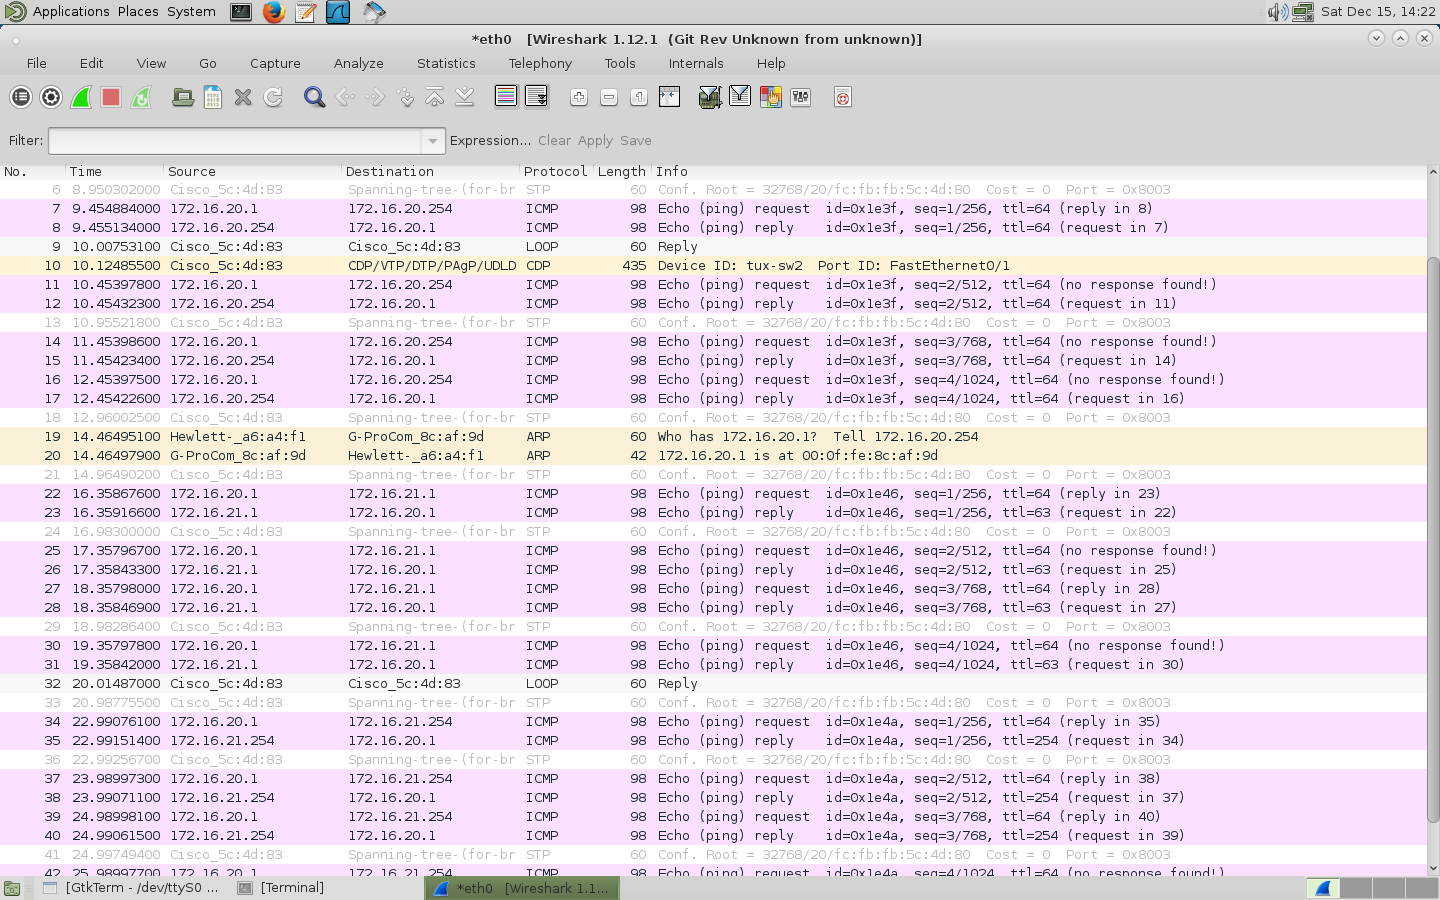 Applications Places System Sat Dec 15, 14:22
*eth0 [Wireshark 1.12.1 (Git Rev Unknown from unknown)]
File Edit View Go Capture Analyze Statistics Telephony Tools Internals Help
Filter: Expression... Clear Apply Save
No. Time Source Destination Protocol Length Info
6 8.950302000 Cisco_5c:4d:83 Spanning-tree-(for-br STP 60 Conf. Root = 32768/20/fc:fb:fb:5c:4d:80 Cost = 0 Port = 0x8003
7 9.454884000 172.16.20.1 172.16.20.254 ICMP 98 Echo (ping) request id=0x1e3f, seq=1/256, ttl=64 (reply in 8)
8 9.455134000 172.16.20.254 172.16.20.1 ICMP 98 Echo (ping) reply id=0x1e3f, seq=1/256, ttl=64 (request in 7)
9 10.00753100 Cisco_5c:4d:83 Cisco_5c:4d:83 LOOP 60 Reply
10 10.12485500 Cisco_5c:4d:83 CDP/VTP/DTP/PAgP/UDLD CDP 435 Device ID: tux-sw2 Port ID: FastEthernet0/1
11 10.45397800 172.16.20.1 172.16.20.254 ICMP 98 Echo (ping) request id=0x1e3f, seq=2/512, ttl=64 (no response found!)
12 10.45432300 172.16.20.254 172.16.20.1 ICMP 98 Echo (ping) reply id=0x1e3f, seq=2/512, ttl=64 (request in 11)
13 10.95521800 Cisco_5c:4d:83 Spanning-tree-(for-br STP 60 Conf. Root = 32768/20/fc:fb:fb:5c:4d:80 Cost = 0 Port = 0x8003
14 11.45398600 172.16.20.1 172.16.20.254 ICMP 98 Echo (ping) request id=0x1e3f, seq=3/768, ttl=64 (no response found!)
15 11.45423400 172.16.20.254 172.16.20.1 ICMP 98 Echo (ping) reply id=0x1e3f, seq=3/768, ttl=64 (request in 14)
16 12.45397500 172.16.20.1 172.16.20.254 ICMP 98 Echo (ping) request id=0x1e3f, seq=4/1024, ttl=64 (no response found!)
17 12.45422600 172.16.20.254 172.16.20.1 ICMP 98 Echo (ping) reply id=0x1e3f, seq=4/1024, ttl=64 (request in 16)
18 12.96002500 Cisco_5c:4d:83 Spanning-tree-(for-br STP 60 Conf. Root = 32768/20/fc:fb:fb:5c:4d:80 Cost = 0 Port = 0x8003
19 14.46495100 Hewlett-_a6:a4:f1 G-ProCom_8c:af:9d ARP 60 Who has 172.16.20.1? Tell 172.16.20.254
20 14.46497900 G-ProCom_8c:af:9d Hewlett-_a6:a4:f1 ARP 42 172.16.20.1 is at 00:0f:fe:8c:af:9d
21 14.96490200 Cisco_5c:4d:83 Spanning-tree-(for-br STP 60 Conf. Root = 32768/20/fc:fb:fb:5c:4d:80 Cost = 0 Port = 0x8003
22 16.35867600 172.16.20.1 172.16.21.1 ICMP 98 Echo (ping) request id=0x1e46, seq=1/256, ttl=64 (reply in 23)
23 16.35916600 172.16.21.1 172.16.20.1 ICMP 98 Echo (ping) reply id=0x1e46, seq=1/256, ttl=63 (request in 22)
24 16.98300000 Cisco_5c:4d:83 Spanning-tree-(for-br STP 60 Conf. Root = 32768/20/fc:fb:fb:5c:4d:80 Cost = 0 Port = 0x8003
25 17.35796700 172.16.20.1 172.16.21.1 ICMP 98 Echo (ping) request id=0x1e46, seq=2/512, ttl=64 (no response found!)
26 17.35843300 172.16.21.1 172.16.20.1 ICMP 98 Echo (ping) reply id=0x1e46, seq=2/512, ttl=63 (request in 25)
27 18.35798000 172.16.20.1 172.16.21.1 ICMP 98 Echo (ping) request id=0x1e46, seq=3/768, ttl=64 (reply in 28)
28 18.35846900 172.16.21.1 172.16.20.1 ICMP 98 Echo (ping) reply id=0x1e46, seq=3/768, ttl=63 (request in 27)
29 18.98286400 Cisco_5c:4d:83 Spanning-tree-(for-br STP 60 Conf. Root = 32768/20/fc:fb:fb:5c:4d:80 Cost = 0 Port = 0x8003
30 19.35797800 172.16.20.1 172.16.21.1 ICMP 98 Echo (ping) request id=0x1e46, seq=4/1024, ttl=64 (no response found!)
31 19.35842000 172.16.21.1 172.16.20.1 ICMP 98 Echo (ping) reply id=0x1e46, seq=4/1024, ttl=63 (request in 30)
32 20.01487000 Cisco_5c:4d:83 Cisco_5c:4d:83 LOOP 60 Reply
33 20.98775500 Cisco_5c:4d:83 Spanning-tree-(for-br STP 60 Conf. Root = 32768/20/fc:fb:fb:5c:4d:80 Cost = 0 Port = 0x8003
34 22.99076100 172.16.20.1 172.16.21.254 ICMP 98 Echo (ping) request id=0x1e4a, seq=1/256, ttl=64 (reply in 35)
35 22.99151400 172.16.21.254 172.16.20.1 ICMP 98 Echo (ping) reply id=0x1e4a, seq=1/256, ttl=254 (request in 34)
36 22.99256700 Cisco_5c:4d:83 Spanning-tree-(for-br STP 60 Conf. Root = 32768/20/fc:fb:fb:5c:4d:80 Cost = 0 Port = 0x8003
37 23.98997300 172.16.20.1 172.16.21.254 ICMP 98 Echo (ping) request id=0x1e4a, seq=2/512, ttl=64 (reply in 38)
38 23.99071100 172.16.21.254 172.16.20.1 ICMP 98 Echo (ping) reply id=0x1e4a, seq=2/512, ttl=254 (request in 37)
39 24.98998100 172.16.20.1 172.16.21.254 ICMP 98 Echo (ping) request id=0x1e4a, seq=3/768, ttl=64 (reply in 40)
40 24.99061500 172.16.21.254 172.16.20.1 ICMP 98 Echo (ping) reply id=0x1e4a, seq=3/768, ttl=254 (request in 39)
41 24.99749400 Cisco_5c:4d:83 Spanning-tree-(for-br STP 60 Conf. Root = 32768/20/fc:fb:fb:5c:4d:80 Cost = 0 Port = 0x8003
42 25.98997700 172.16.20.1 172.16.21.254 ICMP 98 Echo (ping) request id=0x1e4a, seq=4/1024, ttl=64 (no response found!)
[GtkTerm - /dev/ttyS0 ... [Terminal] *eth0 [Wireshark 1.1...